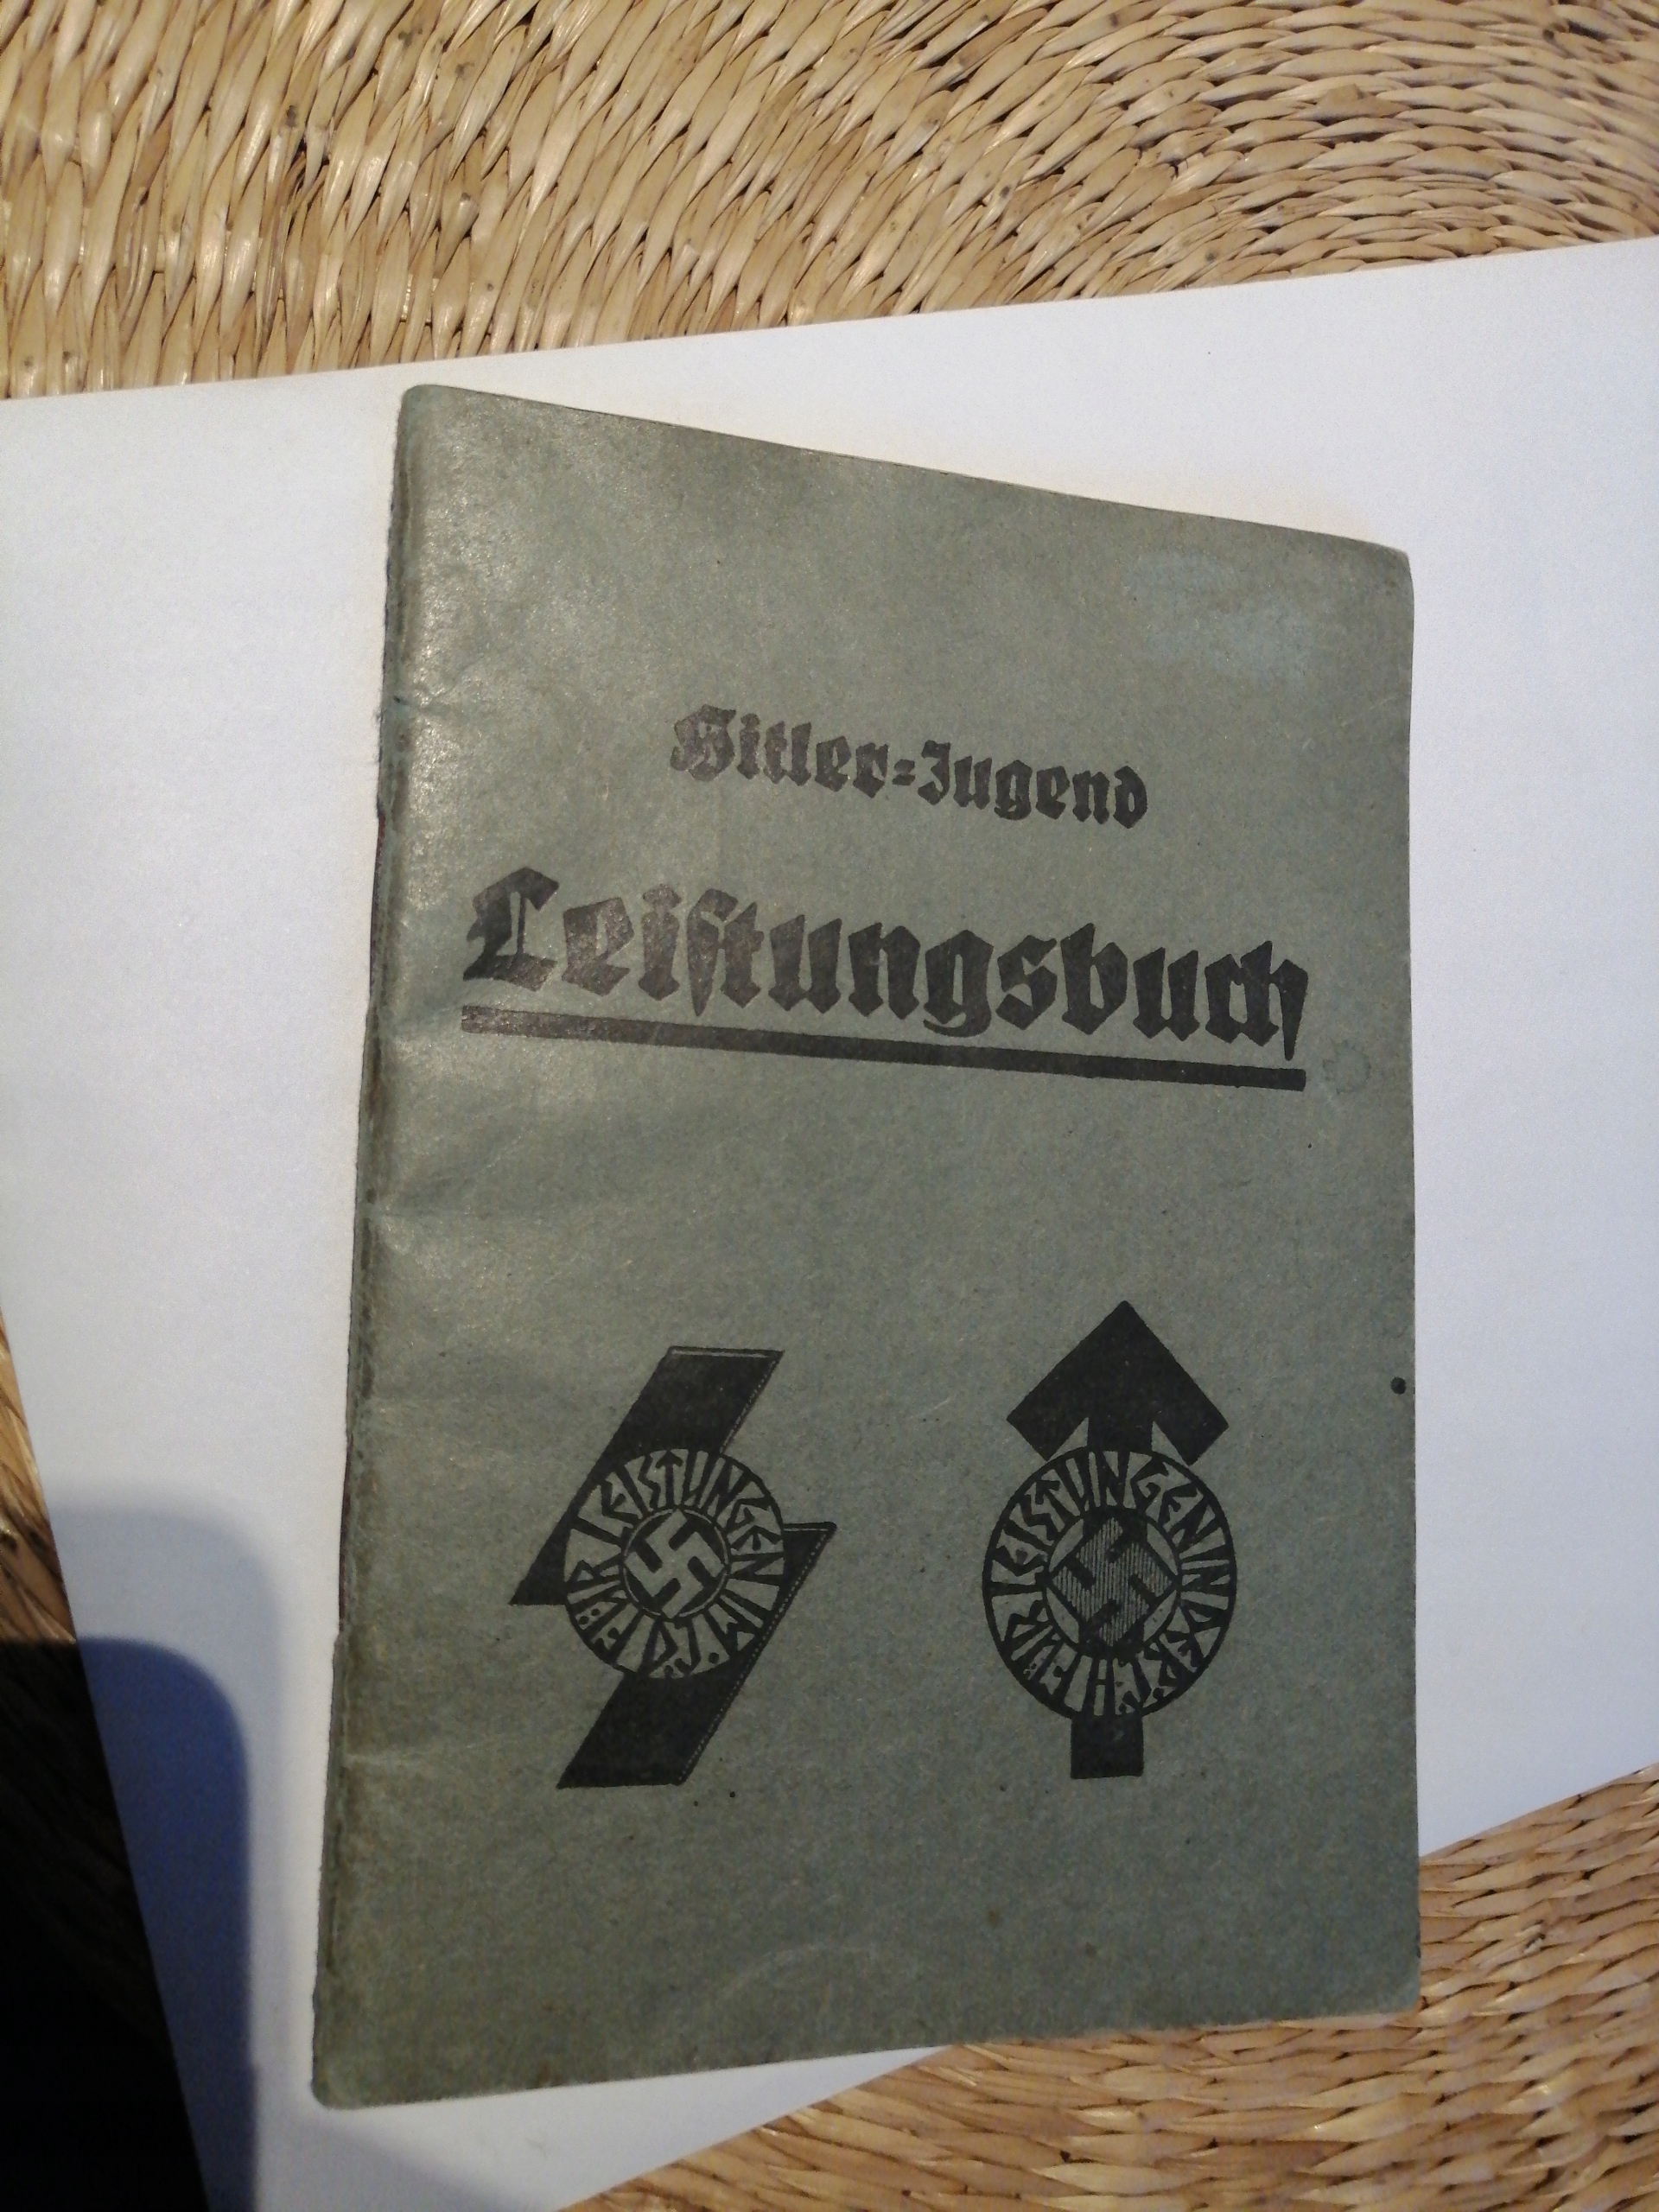 Hitler=Jugend
Leistungsbuch
FÜR LEISTUNGEN IM D.J.
FÜR LEISTUNGEN IN DER H.J.